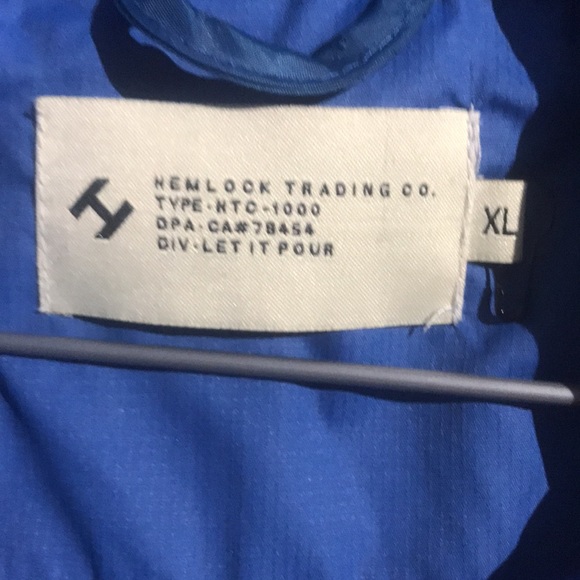 HEMLOCK TRADING CO.
TYPE-HTC-1000
DPA-CA#78454
DIV-LET IT POUR
XL